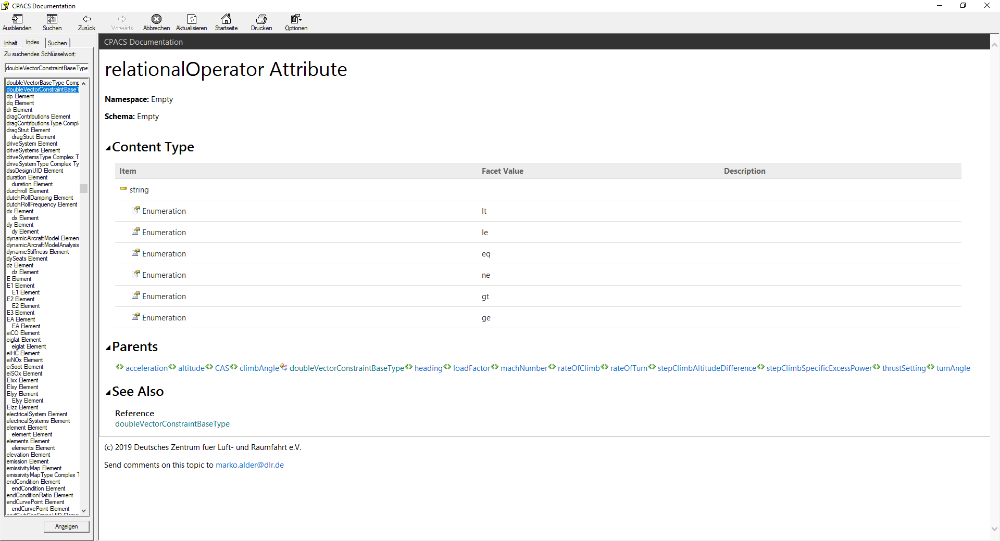 CPACS Documentation
Ausblenden Suchen Zurück Vorwärts Abbrechen Aktualisieren Startseite Drucken Optionen
Inhalt Index Suchen
Zu suchendes Schlüsselwort:
doubleVectorConstraintBaseType
doubleVectorBaseType Comp
doubleVectorConstraintBaseT
dp Element
dq Element
dr Element
dragContributions Element
dragContributionsType Comple
dragStrut Element
dragStrut Element
driveSystem Element
driveSystems Element
driveSystemsType Complex T
driveSystemType Complex Ty
dssDesignUID Element
duration Element
duration Element
durchroll Element
dutchRollDamping Element
dutchRollFrequency Element
dx Element
dx Element
dy Element
dy Element
dynamicAircraftModel Element
dynamicAircraftModelAnalysis
dynamicStiffness Element
dySeats Element
dz Element
dz Element
E Element
E1 Element
E1 Element
E2 Element
E2 Element
E3 Element
EA Element
EA Element
eiCO Element
eiglat Element
eiglat Element
eiHC Element
eiNOx Element
eiSoot Element
eiSOx Element
EIxx Element
EIxy Element
EIyy Element
EIyy Element
EIzz Element
electricalSystem Element
electricalSystems Element
element Element
element Element
elements Element
elements Element
elevation Element
emission Element
emissivityMap Element
emissivityMapType Complex T
endCondition Element
endCondition Element
endConditionRatio Element
endCurvePoint Element
endCurvePoint Element
Anzeigen
CPACS Documentation
relationalOperator Attribute
Namespace: Empty
Schema: Empty
Content Type
Item Facet Value Description
string
Enumeration lt
Enumeration le
Enumeration eq
Enumeration ne
Enumeration gt
Enumeration ge
Parents
acceleration altitude CAS climbAngle doubleVectorConstraintBaseType heading loadFactor machNumber rateOfClimb rateOfTurn stepClimbAltitudeDifference stepClimbSpecificExcessPower thrustSetting turnAngle
See Also
Reference
doubleVectorConstraintBaseType
(c) 2019 Deutsches Zentrum fuer Luft- und Raumfahrt e.V.
Send comments on this topic to marko.alder@dlr.de